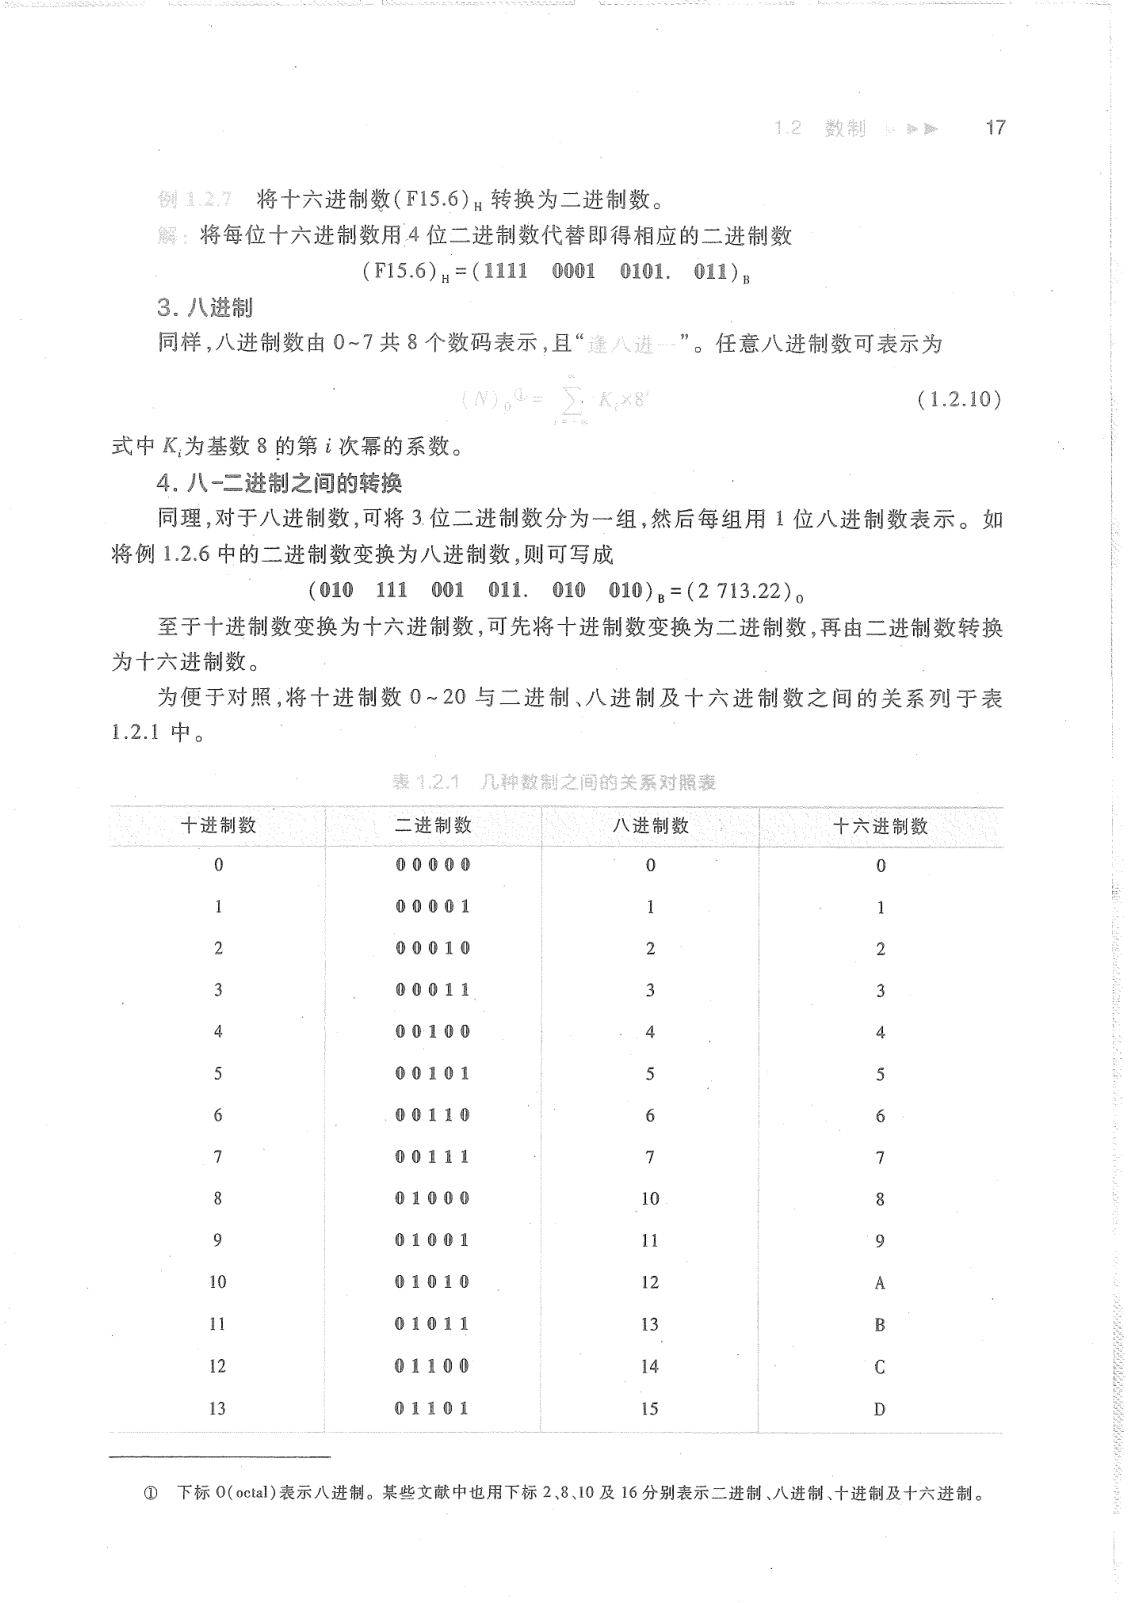 1.2 数制 ▶▶ 17
例 1.2.7 将十六进制数(F15.6)H 转换为二进制数。
解：将每位十六进制数用 4 位二进制数代替即得相应的二进制数
(F15.6)H=(1111 0001 0101. 011)B
3. 八进制
同样,八进制数由 0~7 共 8 个数码表示,且“逢八进一”。任意八进制数可表示为
(N)O①= ∑ Ki×8i (1.2.10)
式中 Ki为基数 8 的第 i 次幂的系数。
4. 八-二进制之间的转换
同理,对于八进制数,可将 3 位二进制数分为一组,然后每组用 1 位八进制数表示。如
将例 1.2.6 中的二进制数变换为八进制数,则可写成
(010 111 001 011. 010 010)B=(2 713.22)O
至于十进制数变换为十六进制数,可先将十进制数变换为二进制数,再由二进制数转换
为十六进制数。
为便于对照,将十进制数 0~20 与二进制、八进制及十六进制数之间的关系列于表
1.2.1 中。
表 1.2.1 几种数制之间的关系对照表
十进制数 二进制数 八进制数 十六进制数
0 00000 0 0
1 00001 1 1
2 00010 2 2
3 00011 3 3
4 00100 4 4
5 00101 5 5
6 00110 6 6
7 00111 7 7
8 01000 10 8
9 01001 11 9
10 01010 12 A
11 01011 13 B
12 01100 14 C
13 01101 15 D
① 下标 O(octal)表示八进制。某些文献中也用下标 2、8、10 及 16 分别表示二进制、八进制、十进制及十六进制。